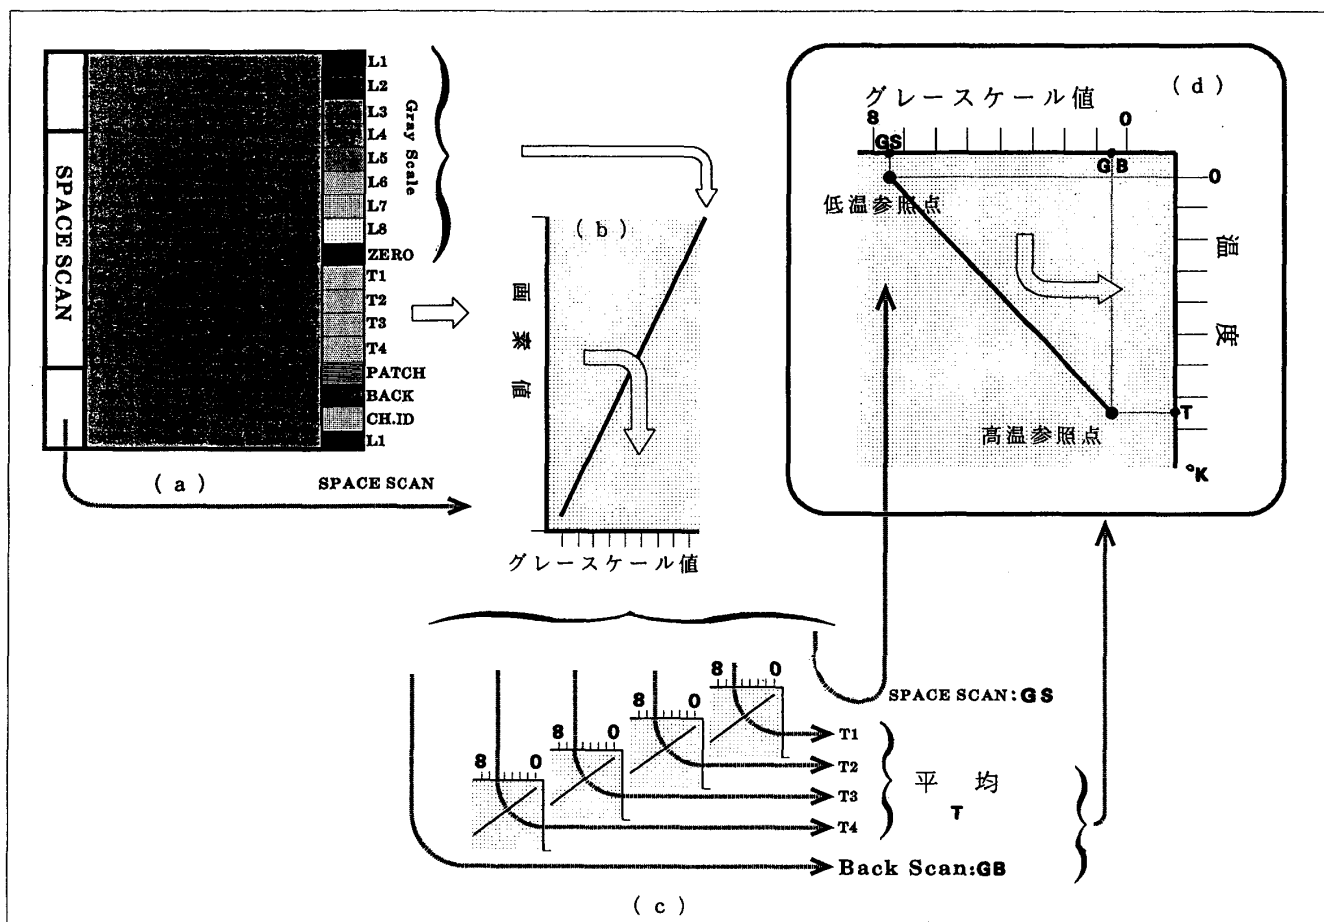 L1
L2
L3
L4
L5
L6
L7
L8
ZERO
T1
T2
T3
T4
PATCH
BACK
CH.ID
L1
Gray Scale
SPACE SCAN
( a )
SPACE SCAN
( b )
画素値
グレースケール値
( d )
グレースケール値
8
0
GS
GB
0
低温参照点
温度
高温参照点
T
°K
8 0
8 0
8 0
8 0
SPACE SCAN:GS
T1
T2
T3
T4
平均
T
Back Scan:GB
( c )